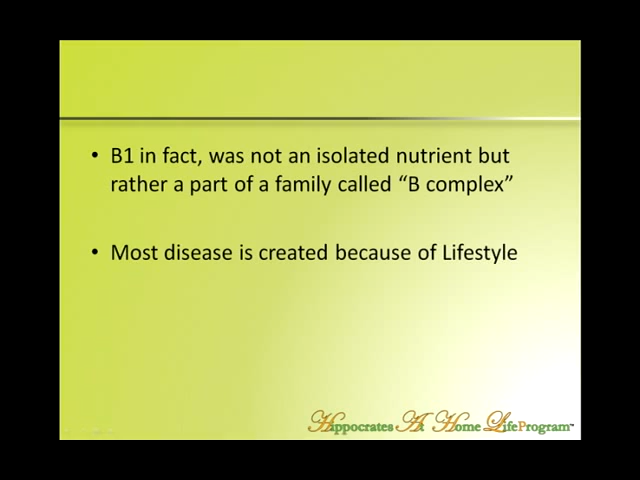 • B1 in fact, was not an isolated nutrient but
rather a part of a family called “B complex”
• Most disease is created because of Lifestyle
Hippocrates At Home LifeProgram™